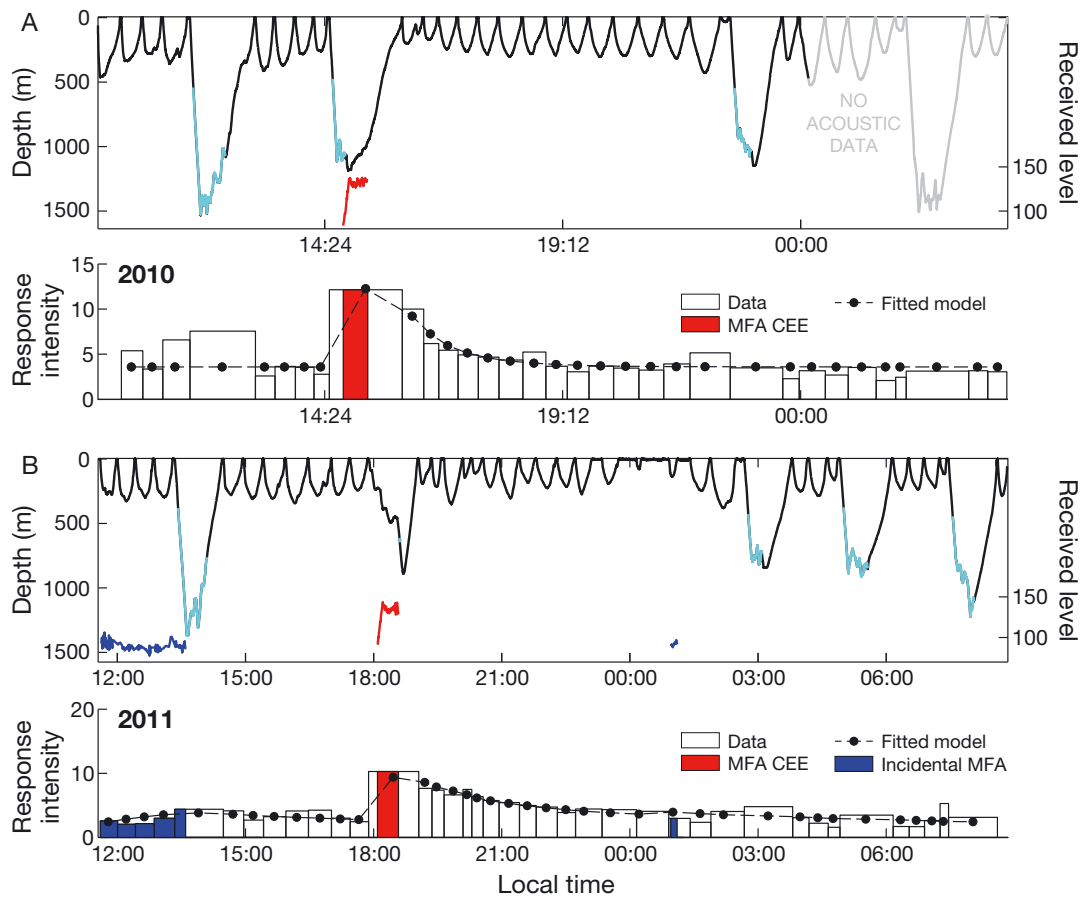 A
0
500
1000
1500
Depth (m)
NO
ACOUSTIC
DATA
150
100
Received level
14:24
19:12
00:00
2010
15
10
5
0
Response
intensity
Data
MFA CEE
Fitted model
14:24
19:12
00:00
B
0
500
1000
1500
Depth (m)
150
100
Received level
12:00
15:00
18:00
21:00
00:00
03:00
06:00
2011
20
10
0
Response
intensity
Data
MFA CEE
Fitted model
Incidental MFA
12:00
15:00
18:00
21:00
00:00
03:00
06:00
Local time